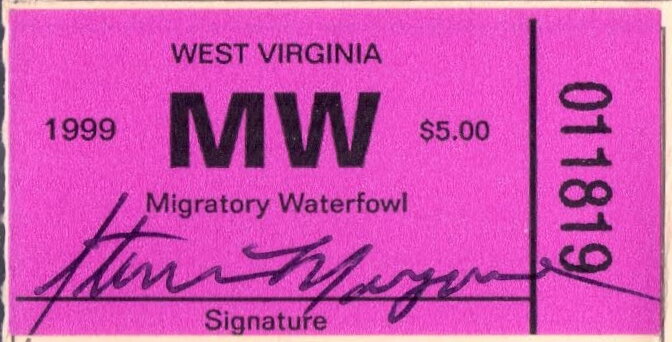 WEST VIRGINIA
1999 MW $5.00
Migratory Waterfowl
Signature
011819